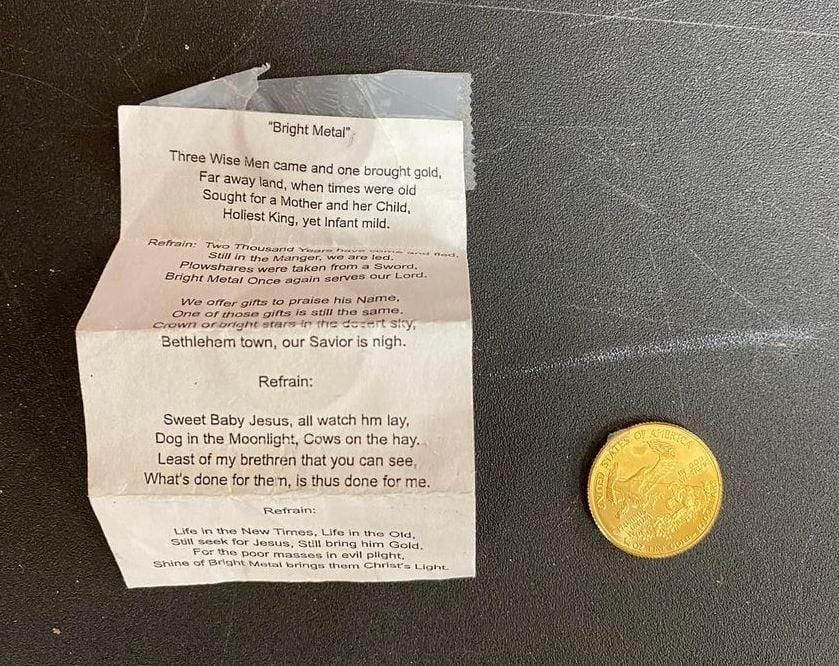 "Bright Metal"
Three Wise Men came and one brought gold,
Far away land, when times were old
Sought for a Mother and her Child,
Holiest King, yet Infant mild.
Refrain: Two Thousand Years have come and fled,
Still in the Manger, we are led.
Plowshares were taken from a Sword,
Bright Metal Once again serves our Lord.
We offer gifts to praise his Name,
One of those gifts is still the same.
Crown of bright stars in the desert sky,
Bethlehem town, our Savior is nigh.
Refrain:
Sweet Baby Jesus, all watch hm lay,
Dog in the Moonlight, Cows on the hay.
Least of my brethren that you can see,
What's done for them, is thus done for me.
Refrain:
Life in the New Times, Life in the Old,
Still seek for Jesus, Still bring him Gold.
For the poor masses in evil plight,
Shine of Bright Metal brings them Christ's Light.
UNITED STATES OF AMERICA